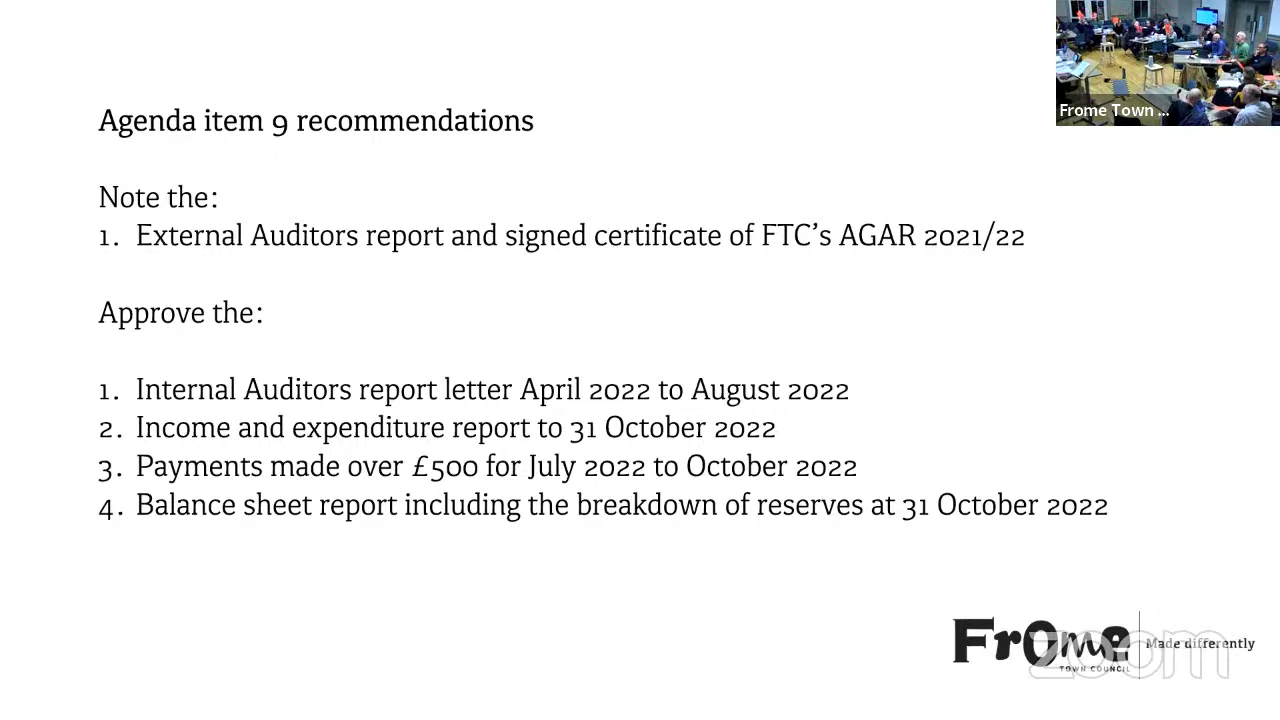 Agenda item 9 recommendations
Frome Town ...
Note the:
1. External Auditors report and signed certificate of FTC’s AGAR 2021/22
Approve the:
1. Internal Auditors report letter April 2022 to August 2022
2. Income and expenditure report to 31 October 2022
3. Payments made over £500 for July 2022 to October 2022
4. Balance sheet report including the breakdown of reserves at 31 October 2022
Frome
TOWN COUNCIL
Made differently
zoom